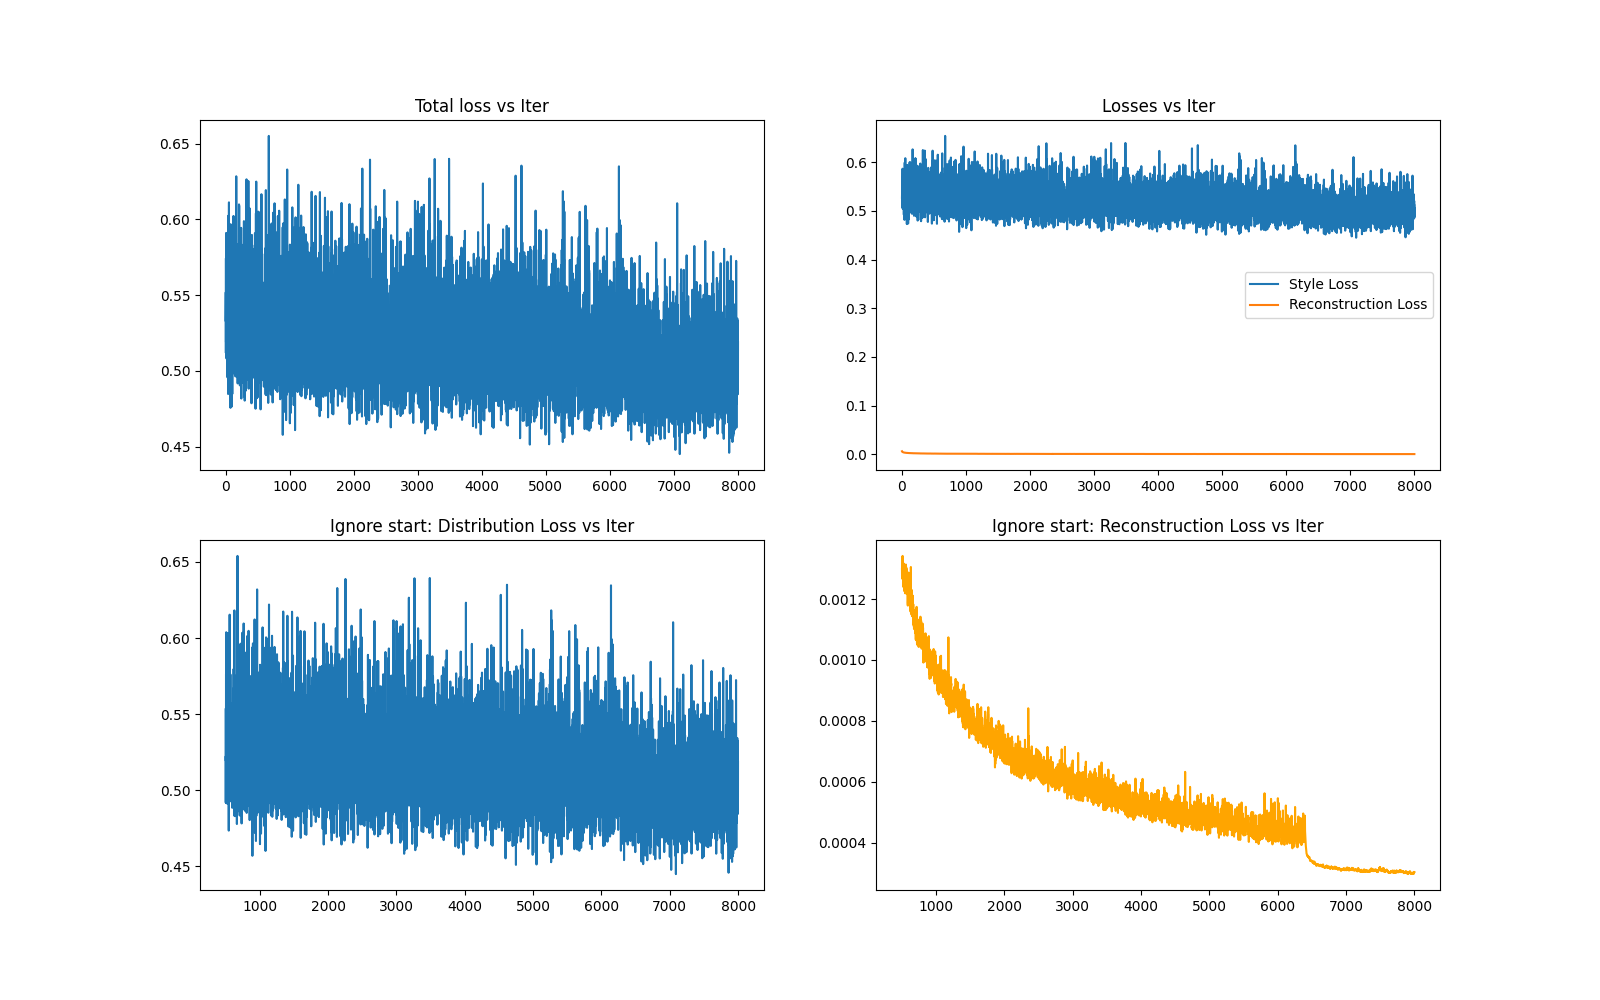 Total loss vs Iter
0.65
0.60
0.55
0.50
0.45
0 1000 2000 3000 4000 5000 6000 7000 8000
Losses vs Iter
0.6
0.5
0.4
0.3
0.2
0.1
0.0
Style Loss
Reconstruction Loss
0 1000 2000 3000 4000 5000 6000 7000 8000
Ignore start: Distribution Loss vs Iter
0.65
0.60
0.55
0.50
0.45
1000 2000 3000 4000 5000 6000 7000 8000
Ignore start: Reconstruction Loss vs Iter
0.0012
0.0010
0.0008
0.0006
0.0004
1000 2000 3000 4000 5000 6000 7000 8000